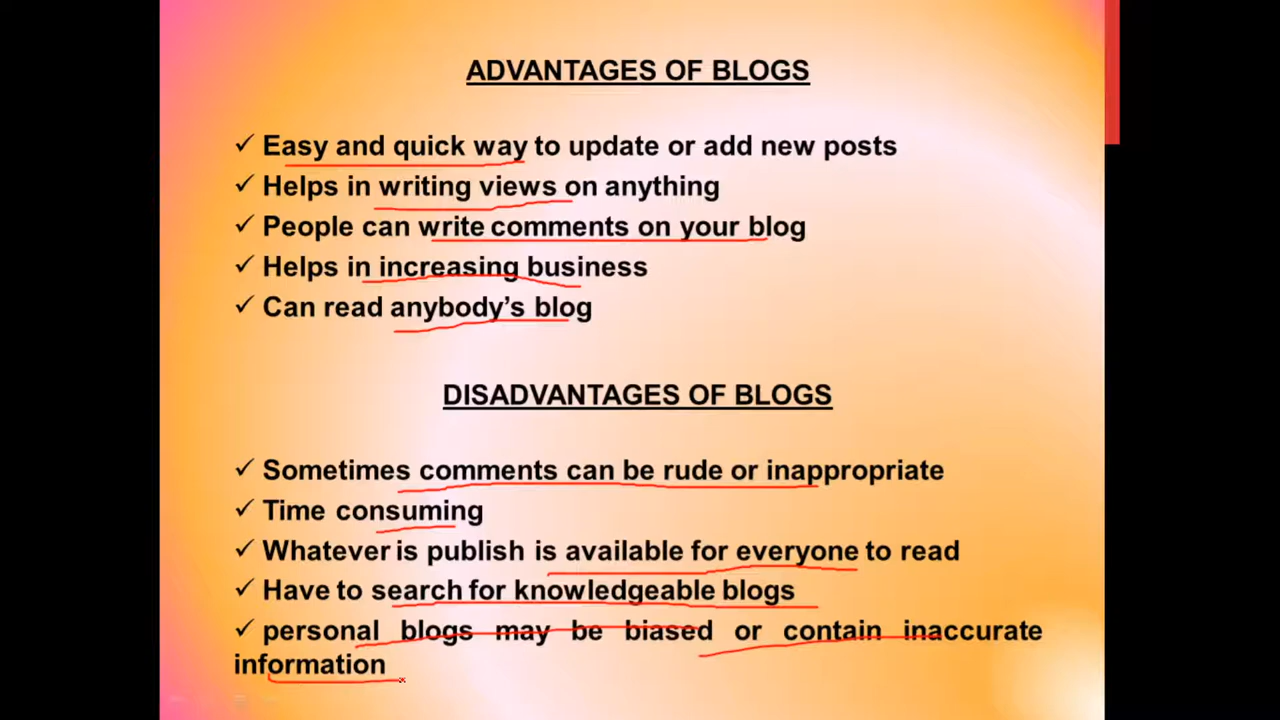 ADVANTAGES OF BLOGS
✓ Easy and quick way to update or add new posts
✓ Helps in writing views on anything
✓ People can write comments on your blog
✓ Helps in increasing business
✓ Can read anybody’s blog
DISADVANTAGES OF BLOGS
✓ Sometimes comments can be rude or inappropriate
✓ Time consuming
✓ Whatever is publish is available for everyone to read
✓ Have to search for knowledgeable blogs
✓ personal blogs may be biased or contain inaccurate
information